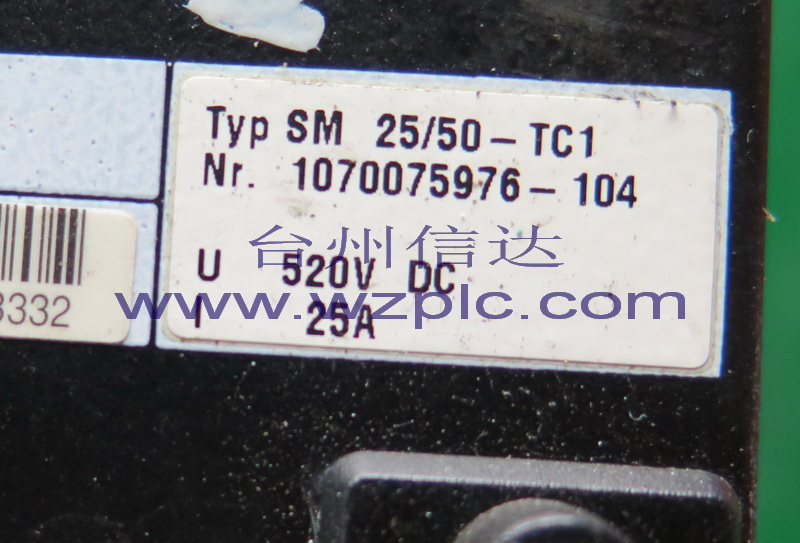 Typ SM 25/50-TC1
Nr. 1070075976-104
台州信达
U 520V DC
www.wzplc.com
I 25A
3332